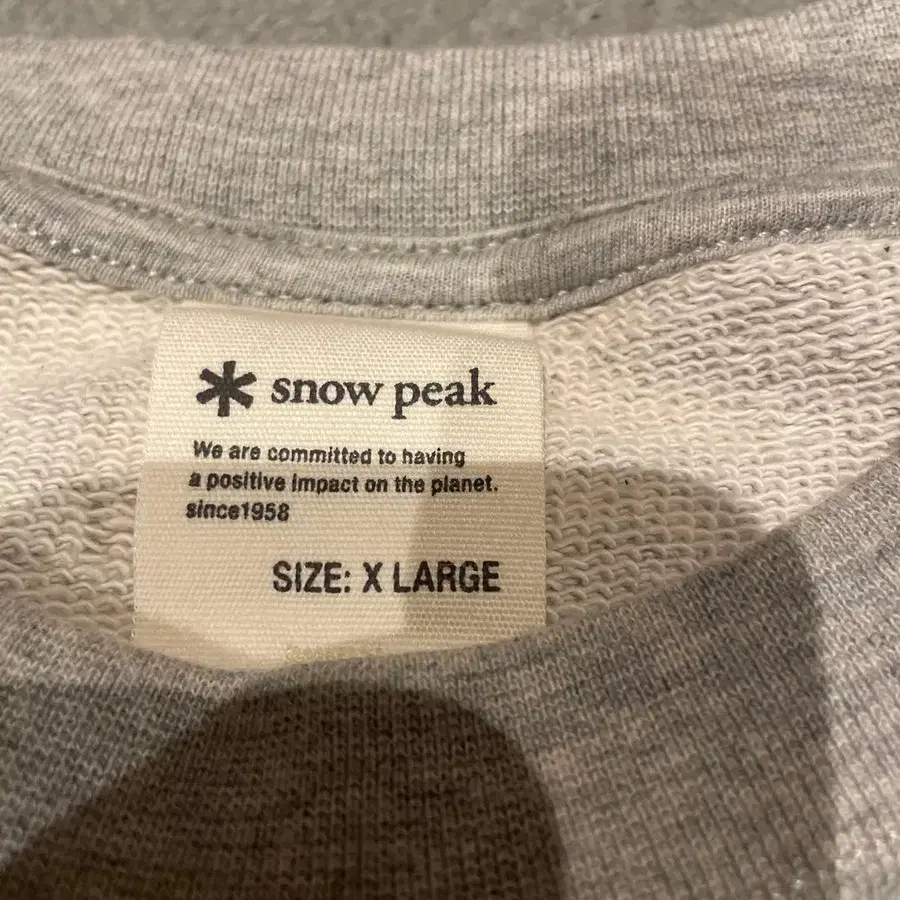 snow peak
We are committed to having
a positive impact on the planet.
since1958
SIZE: X LARGE